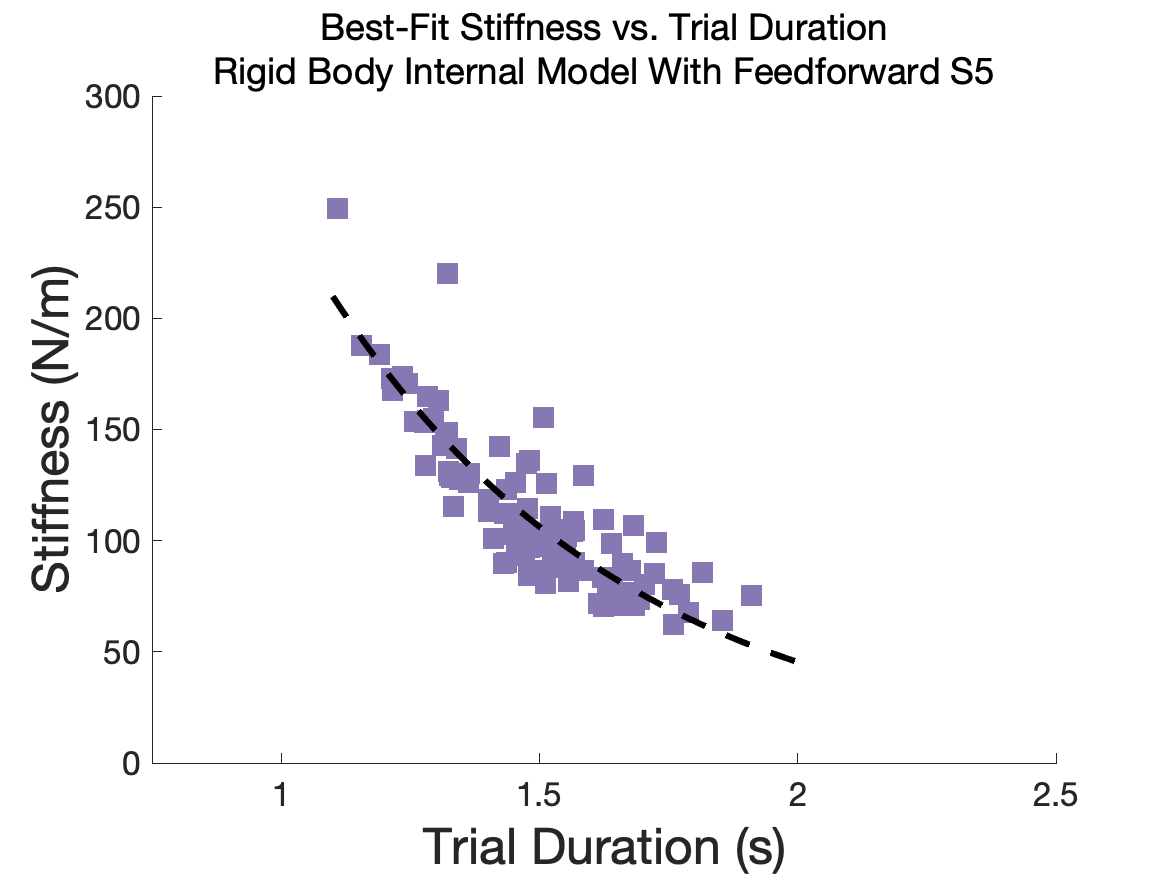 Best-Fit Stiffness vs. Trial Duration
Rigid Body Internal Model With Feedforward S5
300
250
200
150
100
50
0
Stiffness (N/m)
1
1.5
2
2.5
Trial Duration (s)